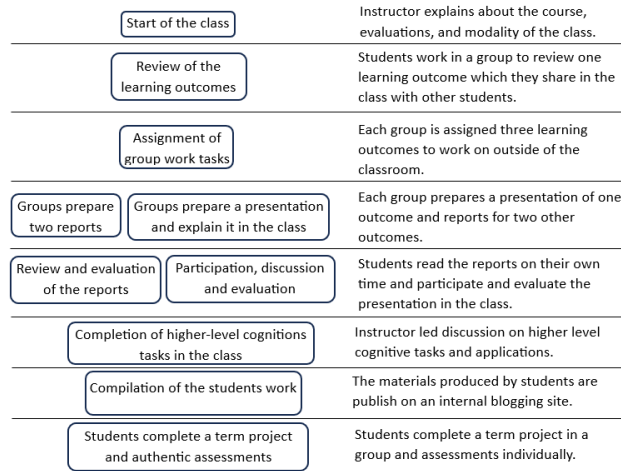 Start of the class
Instructor explains about the course,
evaluations, and modality of the class.
Review of the
learning outcomes
Students work in a group to review one
learning outcome which they share in the
class with other students.
Assignment of
group work tasks
Each group is assigned three learning
outcomes to work on outside of the
classroom.
Groups prepare
two reports
Groups prepare a presentation
and explain it in the class
Each group prepares a presentation of one
outcome and reports for two other
outcomes.
Review and evaluation
of the reports
Participation, discussion
and evaluation
Students read the reports on their own
time and participate and evaluate the
presentation in the class.
Completion of higher-level cognitions
tasks in the class
Instructor led discussion on higher level
cognitive tasks and applications.
Compilation of the students work
The materials produced by students are
publish on an internal blogging site.
Students complete a term project
and authentic assessments
Students complete a term project in a
group and assessments individually.